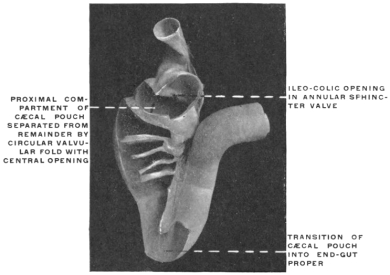 PROXIMAL COM-
PARTMENT OF
CÆCAL POUCH
SEPARATED FROM
REMAINDER BY
CIRCULAR VALVU-
LAR FOLD WITH
CENTRAL OPENING
ILEO-COLIC OPENING
IN ANNULAR SPHINC-
TER VALVE
TRANSITION OF
CÆCAL POUCH
INTO END-GUT
PROPER